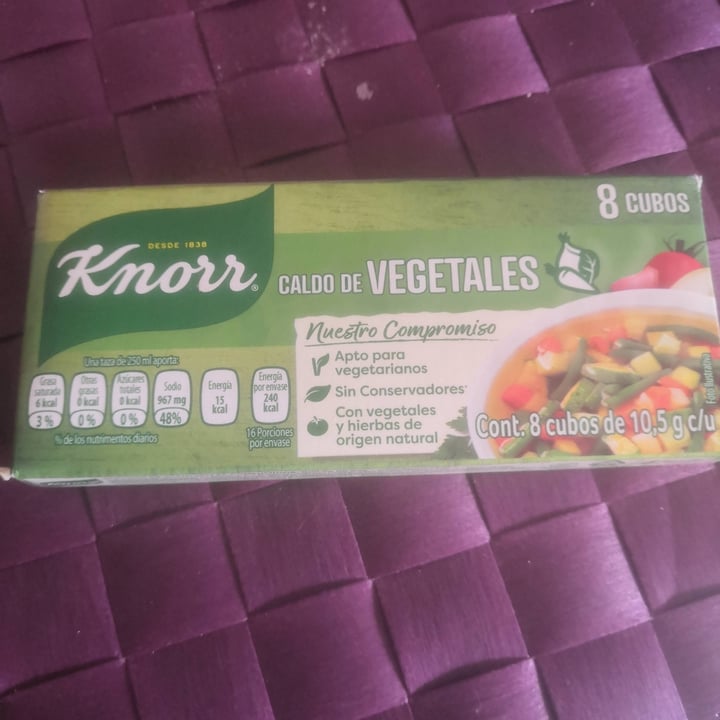 8 CUBOS
DESDE 1838
Knorr®
CALDO DE VEGETALES
Nuestro Compromiso
Apto para
vegetarianos
Sin Conservadores*
Con vegetales
y hierbas de
origen natural
Una taza de 250 ml aporta:
Grasa
saturada
6 kcal
3 %
Otras
grasas
0 kcal
0 %
Azúcares
totales
0 kcal
0 %
Sodio
967 mg
48%
Energía
15
kcal
Energía
por envase
240
kcal
% de los nutrimentos diarios
16 Porciones
por envase
Cont. 8 cubos de 10,5 g c/u
Foto ilustrativa